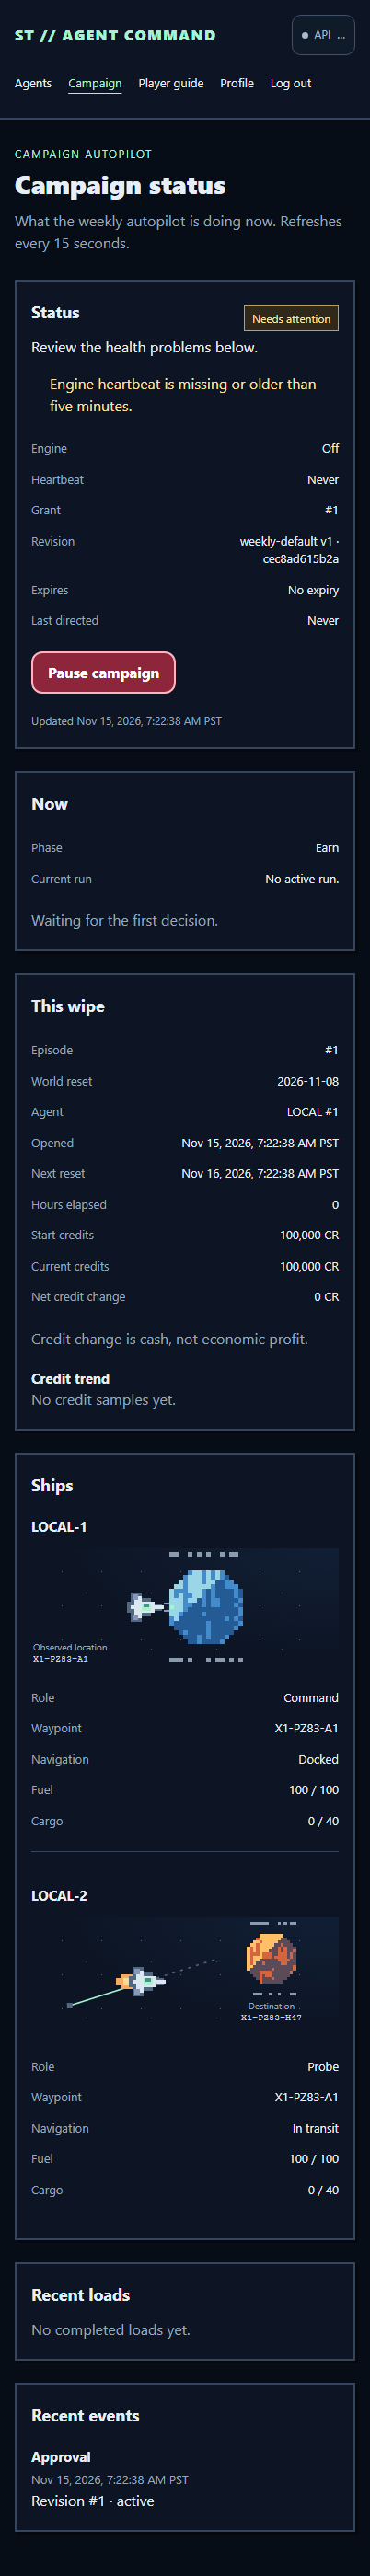 ST // AGENT COMMAND
API ...
Agents Campaign Player guide Profile Log out
CAMPAIGN AUTOPILOT
Campaign status
What the weekly autopilot is doing now. Refreshes
every 15 seconds.
Status
Needs attention
Review the health problems below.
Engine heartbeat is missing or older than
five minutes.
Engine Off
Heartbeat Never
Grant #1
Revision weekly-default v1 ·
cec8ad615b2a
Expires No expiry
Last directed Never
Pause campaign
Updated Nov 15, 2026, 7:22:38 AM PST
Now
Phase Earn
Current run No active run.
Waiting for the first decision.
This wipe
Episode #1
World reset 2026-11-08
Agent LOCAL #1
Opened Nov 15, 2026, 7:22:38 AM PST
Next reset Nov 16, 2026, 7:22:38 AM PST
Hours elapsed 0
Start credits 100,000 CR
Current credits 100,000 CR
Net credit change 0 CR
Credit change is cash, not economic profit.
Credit trend
No credit samples yet.
Ships
LOCAL-1
Observed location
X1-PZ83-A1
Role Command
Waypoint X1-PZ83-A1
Navigation Docked
Fuel 100 / 100
Cargo 0 / 40
LOCAL-2
Destination
X1-PZ83-H47
Role Probe
Waypoint X1-PZ83-A1
Navigation In transit
Fuel 100 / 100
Cargo 0 / 40
Recent loads
No completed loads yet.
Recent events
Approval
Nov 15, 2026, 7:22:38 AM PST
Revision #1 · active